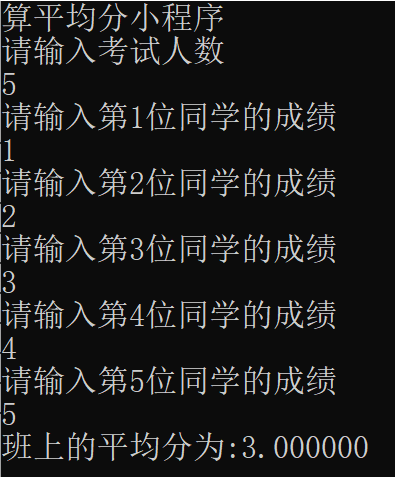 算平均分小程序
请输入考试人数
5
请输入第1位同学的成绩
1
请输入第2位同学的成绩
2
请输入第3位同学的成绩
3
请输入第4位同学的成绩
4
请输入第5位同学的成绩
5
班上的平均分为:3.000000